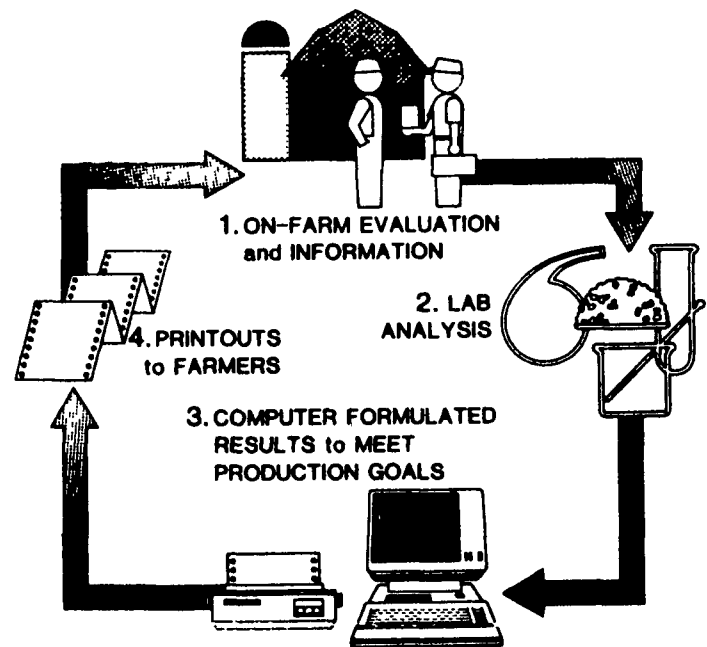 1. ON-FARM EVALUATION
and INFORMATION
2. LAB
ANALYSIS
3. COMPUTER FORMULATED
RESULTS to MEET
PRODUCTION GOALS
4. PRINTOUTS
to FARMERS